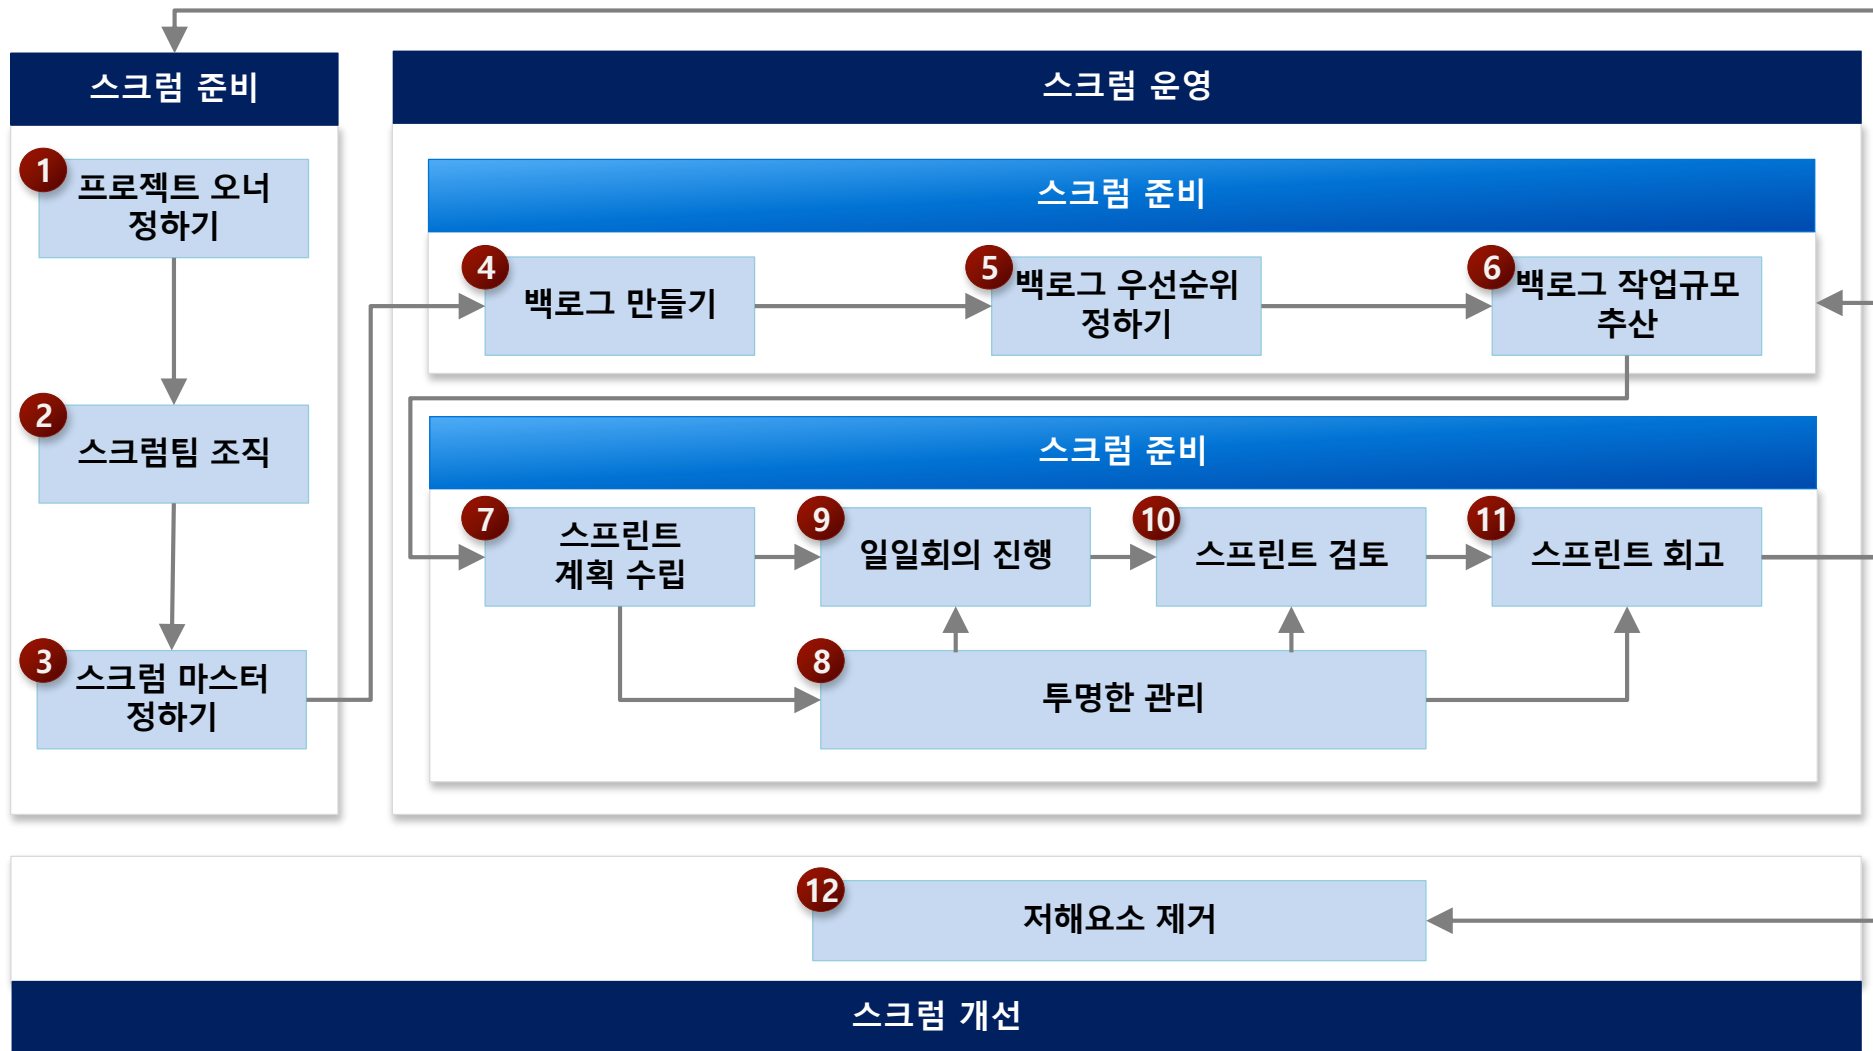 스크럼 준비
1
프로젝트 오너
정하기
2
스크럼팀 조직
3
스크럼 마스터
정하기
스크럼 운영
스크럼 준비
4
백로그 만들기
5
백로그 우선순위
정하기
6
백로그 작업규모
추산
스크럼 준비
7
스프린트
계획 수립
9
일일회의 진행
10
스프린트 검토
11
스프린트 회고
8
투명한 관리
12
저해요소 제거
스크럼 개선